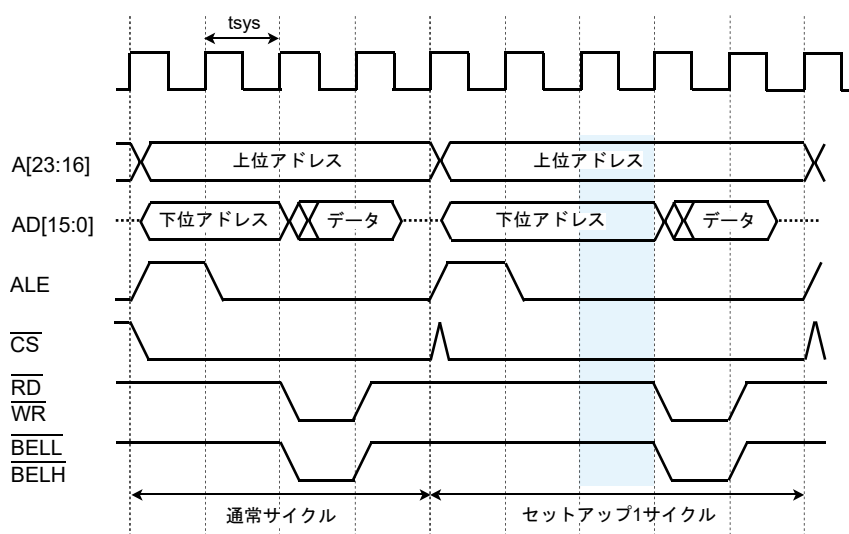 tsys
A[23:16]
上位アドレス
上位アドレス
AD[15:0]
下位アドレス
データ
下位アドレス
データ
ALE
CS
RD
WR
BELL
BELH
通常サイクル
セットアップ1サイクル